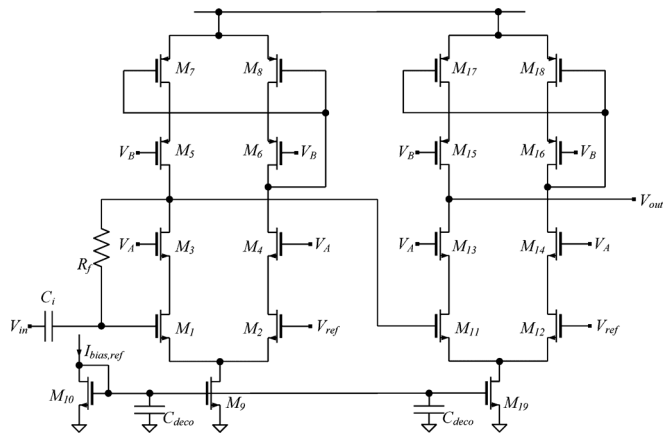 M7
M8
M17
M18
VB
M5
M6
VB
VB
M15
M16
VB
Vout
VA
M3
M4
VA
VA
M13
M14
VA
Rf
Ci
Vin
M1
M2
Vref
M11
M12
Vref
Ibias,ref
M10
Cdeco
M9
Cdeco
M19